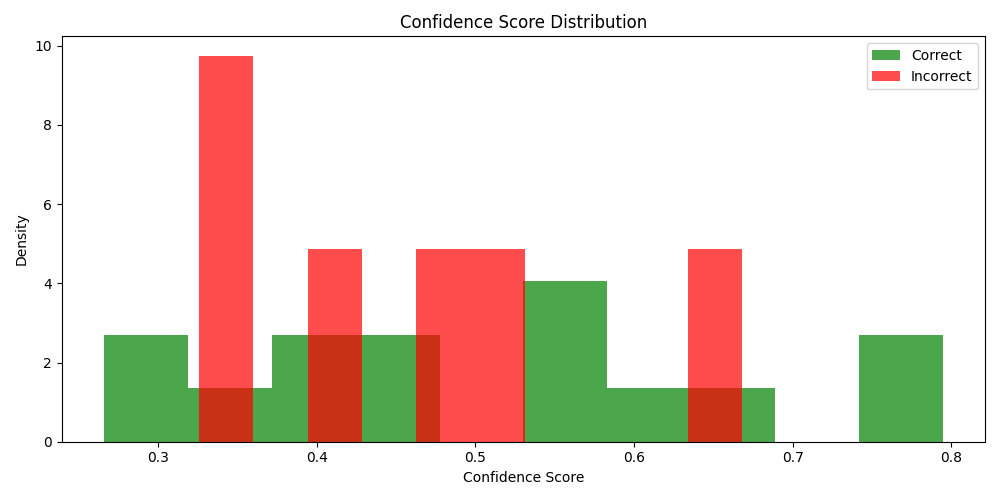 Confidence Score Distribution
Correct
Incorrect
Density
10
8
6
4
2
0
0.3 0.4 0.5 0.6 0.7 0.8
Confidence Score